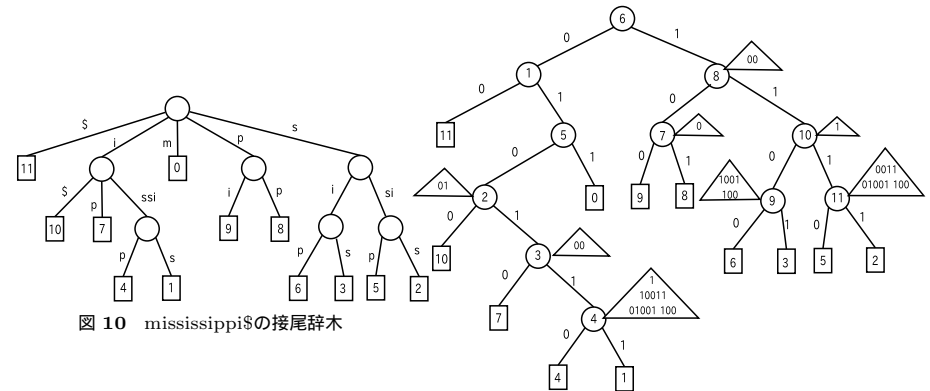 6
0 1
1 8 00
0 1 0 1
$ i m p s
11 5 7 0 10 1
11 0
0 1 0 1 0 1
$ p ssi i p i si
01 2 0 9 8 1001 100 9 11 0011 01001 100
10 7 9 8
0 1 0 1 0 1
10 3 00 6 3 5 2
p s p s p s
4 1 6 3 5 2
0 1
7 4 1 10011 01001 100
図 10 mississippi$の接尾辞木
0 1
4 1